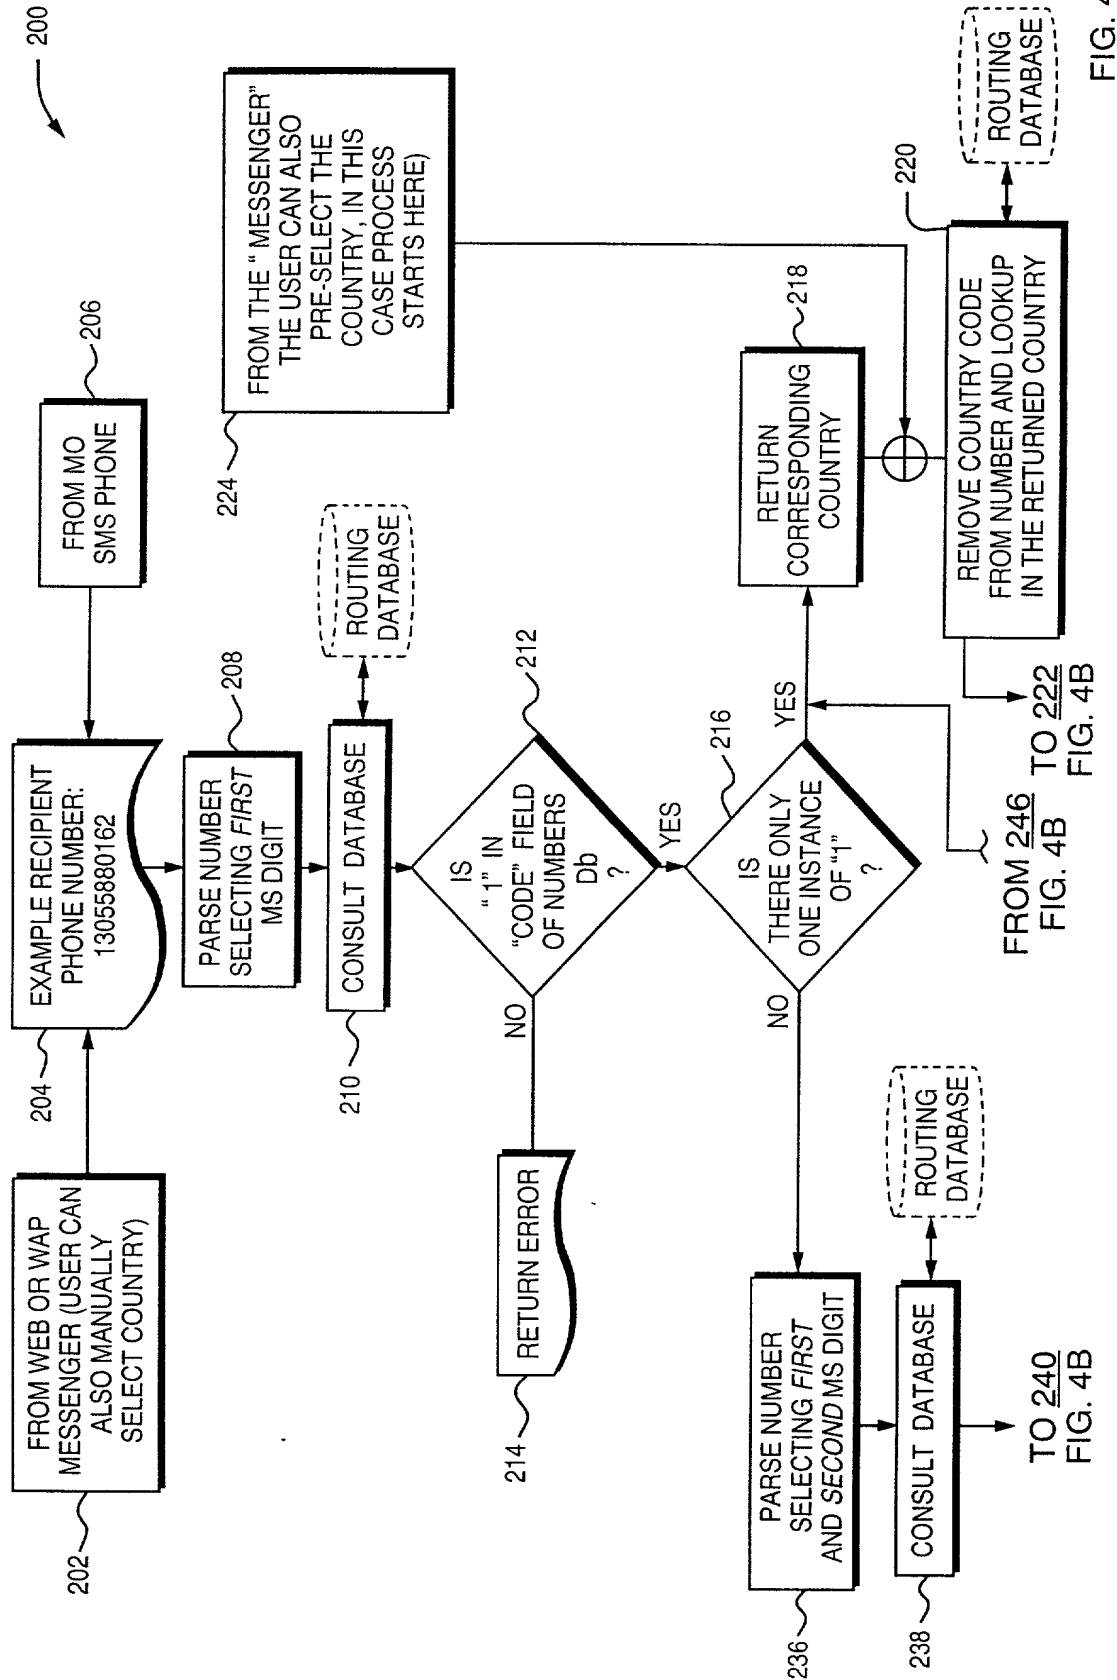 200
FROM WEB OR WAP
MESSENGER (USER CAN
ALSO MANUALLY
SELECT COUNTRY)
202
EXAMPLE RECIPIENT
PHONE NUMBER:
13055880162
204
FROM MO
SMS PHONE
206
PARSE NUMBER
SELECTING FIRST
MS DIGIT
208
FROM THE “ MESSENGER”
THE USER CAN ALSO
PRE-SELECT THE
COUNTRY, IN THIS
CASE PROCESS
STARTS HERE)
224
CONSULT DATABASE
210
ROUTING
DATABASE
IS
“1” IN
“CODE” FIELD
OF NUMBERS
Db
?
212
NO
YES
RETURN ERROR
214
IS
THERE ONLY
ONE INSTANCE
OF “1”
?
216
NO
YES
RETURN
CORRESPONDING
COUNTRY
218
PARSE NUMBER
SELECTING FIRST
AND SECOND MS DIGIT
236
CONSULT DATABASE
238
ROUTING
DATABASE
REMOVE COUNTRY CODE
FROM NUMBER AND LOOKUP
IN THE RETURNED COUNTRY
220
ROUTING
DATABASE
TO 240
FIG. 4B
FROM 246
FIG. 4B
TO 222
FIG. 4B
FIG. 4